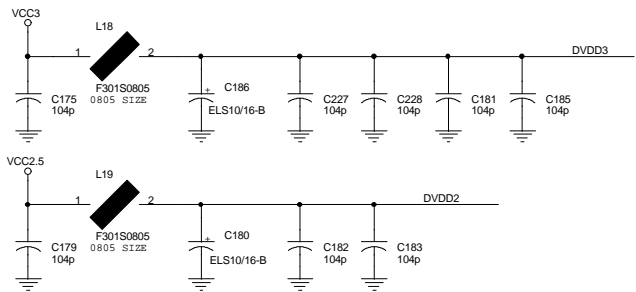 VCC3
L18
1 2
DVDD3
F301S0805
0805 SIZE
C175
104p
+ C186
ELS10/16-B
C227
104p
C228
104p
C181
104p
C185
104p
VCC2.5
L19
1 2
DVDD2
F301S0805
0805 SIZE
C179
104p
+ C180
ELS10/16-B
C182
104p
C183
104p